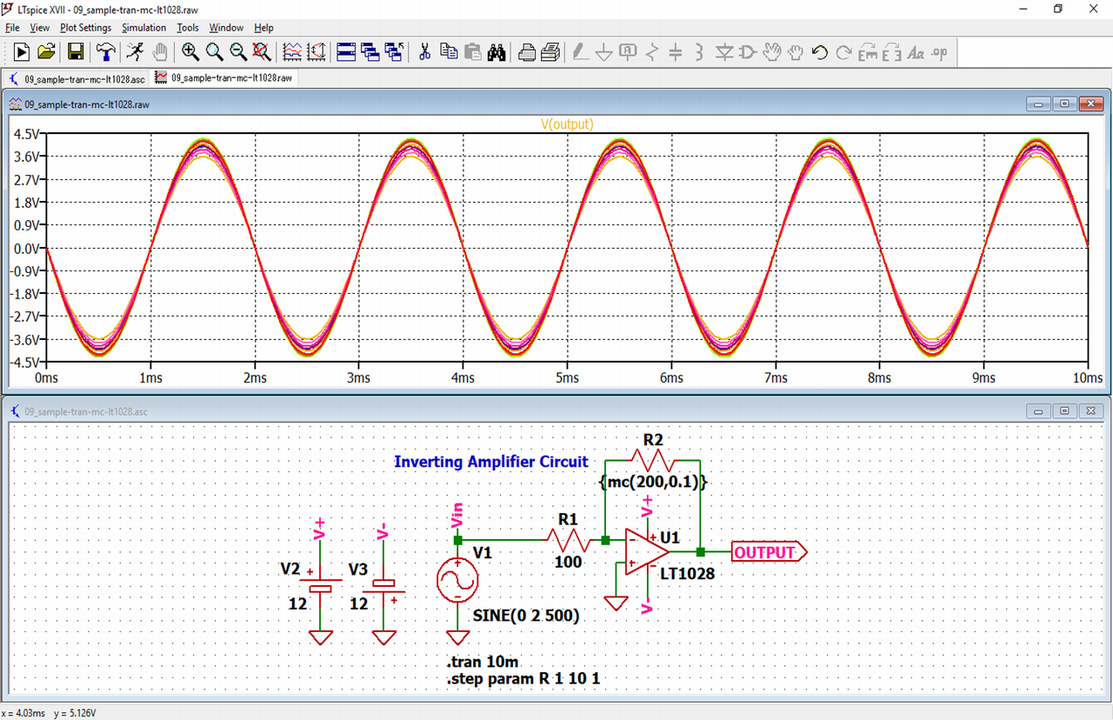 LTspice XVII - 09_sample-tran-mc-lt1028.raw
File View Plot Settings Simulation Tools Window Help
.op
09_sample-tran-mc-lt1028.asc 09_sample-tran-mc-lt1028.raw
09_sample-tran-mc-lt1028.raw
V(output)
4.5V
3.6V
2.7V
1.8V
0.9V
0.0V
-0.9V
-1.8V
-2.7V
-3.6V
-4.5V
0ms 1ms 2ms 3ms 4ms 5ms 6ms 7ms 8ms 9ms 10ms
09_sample-tran-mc-lt1028.asc
Inverting Amplifier Circuit
R2
{mc(200,0.1)}
V+
V-
Vin
V+
R1
100
U1
LT1028
V-
OUTPUT
V2
12
V3
12
V1
SINE(0 2 500)
.tran 10m
.step param R 1 10 1
x = 4.03ms y = 5.126V